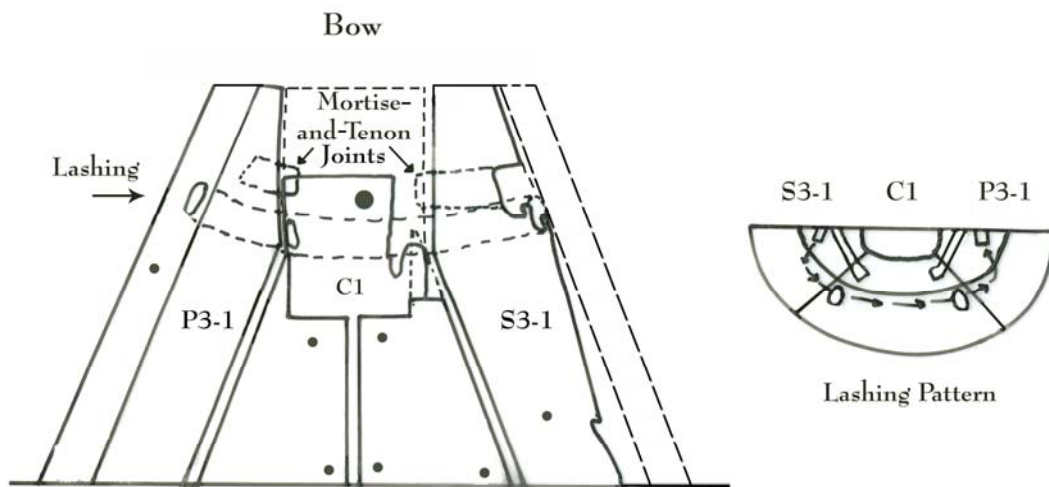 Bow
Mortise-
and-Tenon
Joints
Lashing
C1
P3-1
S3-1
S3-1 C1 P3-1
Lashing Pattern